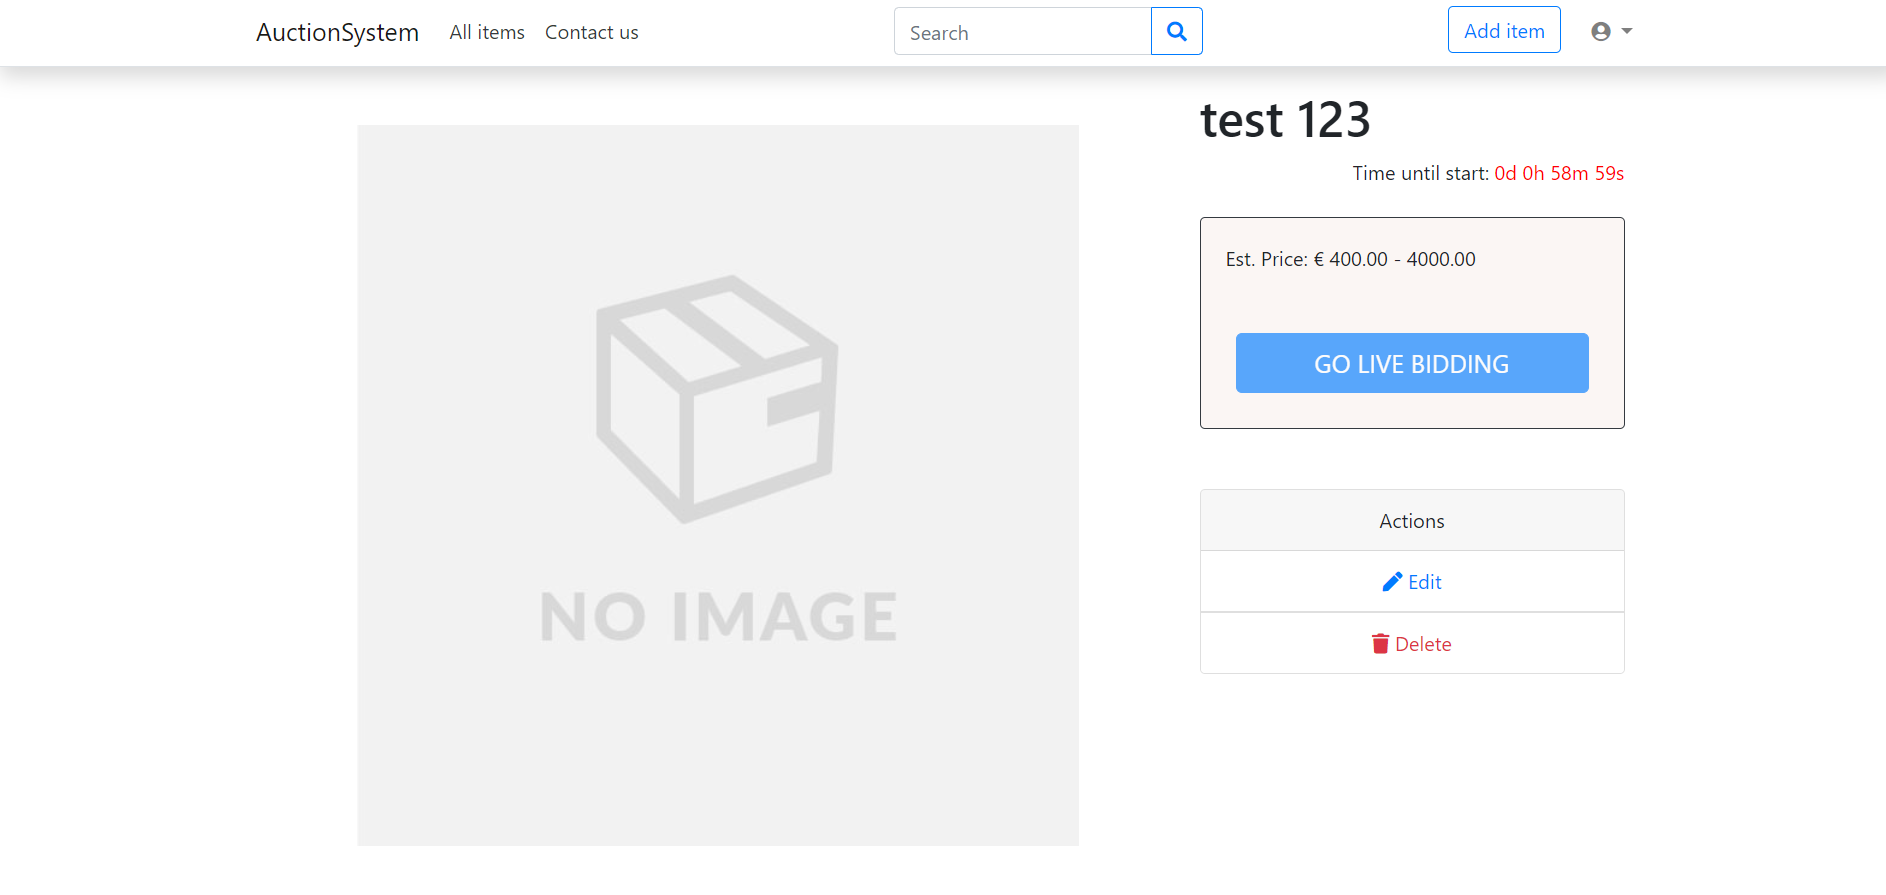 AuctionSystem All items Contact us Search Add item
test 123
Time until start: 0d 0h 58m 59s
Est. Price: € 400.00 - 4000.00
GO LIVE BIDDING
Actions
Edit
Delete
NO IMAGE